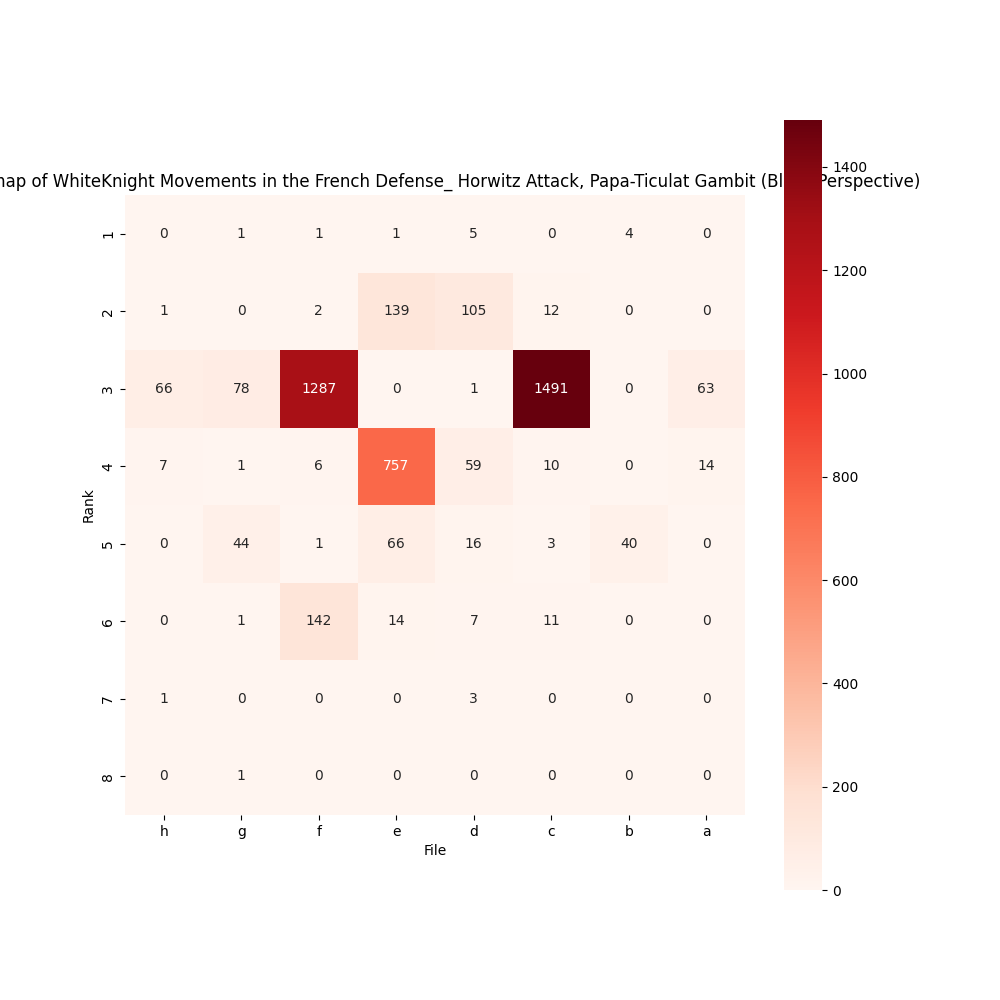 of WhiteKnight Movements in the French Defense_ Horwitz Attack, Papa-Ticulat Gambit Perspective)
1400
1200
1000
800
600
400
200
0
Rank
1 0 1 1 1 5 0 4 0
2 1 0 2 139 105 12 0 0
3 66 78 1287 0 1 1491 0 63
4 7 1 6 757 59 10 0 14
5 0 44 1 66 16 3 40 0
6 0 1 142 14 7 11 0 0
7 1 0 0 0 3 0 0 0
8 0 1 0 0 0 0 0 0
h g f e d c b a
File